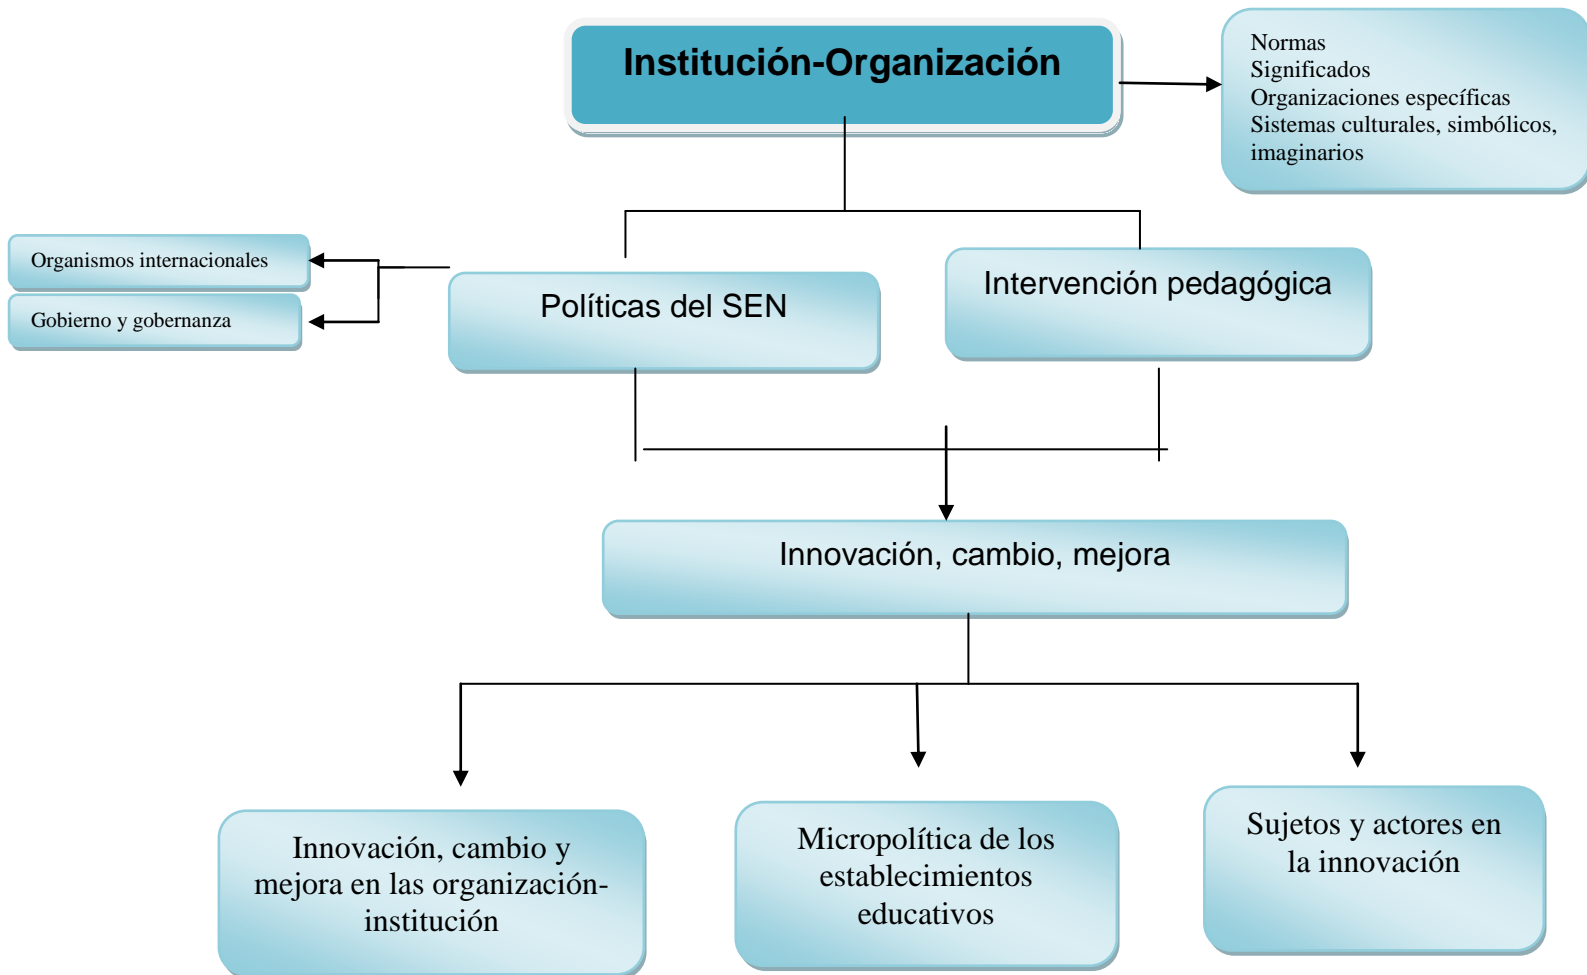 Institución-Organización
Normas
Significados
Organizaciones específicas
Sistemas culturales, simbólicos,
imaginarios
Organismos internacionales
Gobierno y gobernanza
Políticas del SEN
Intervención pedagógica
Innovación, cambio, mejora
Innovación, cambio y
mejora en las organización-
institución
Micropolítica de los
establecimientos
educativos
Sujetos y actores en
la innovación